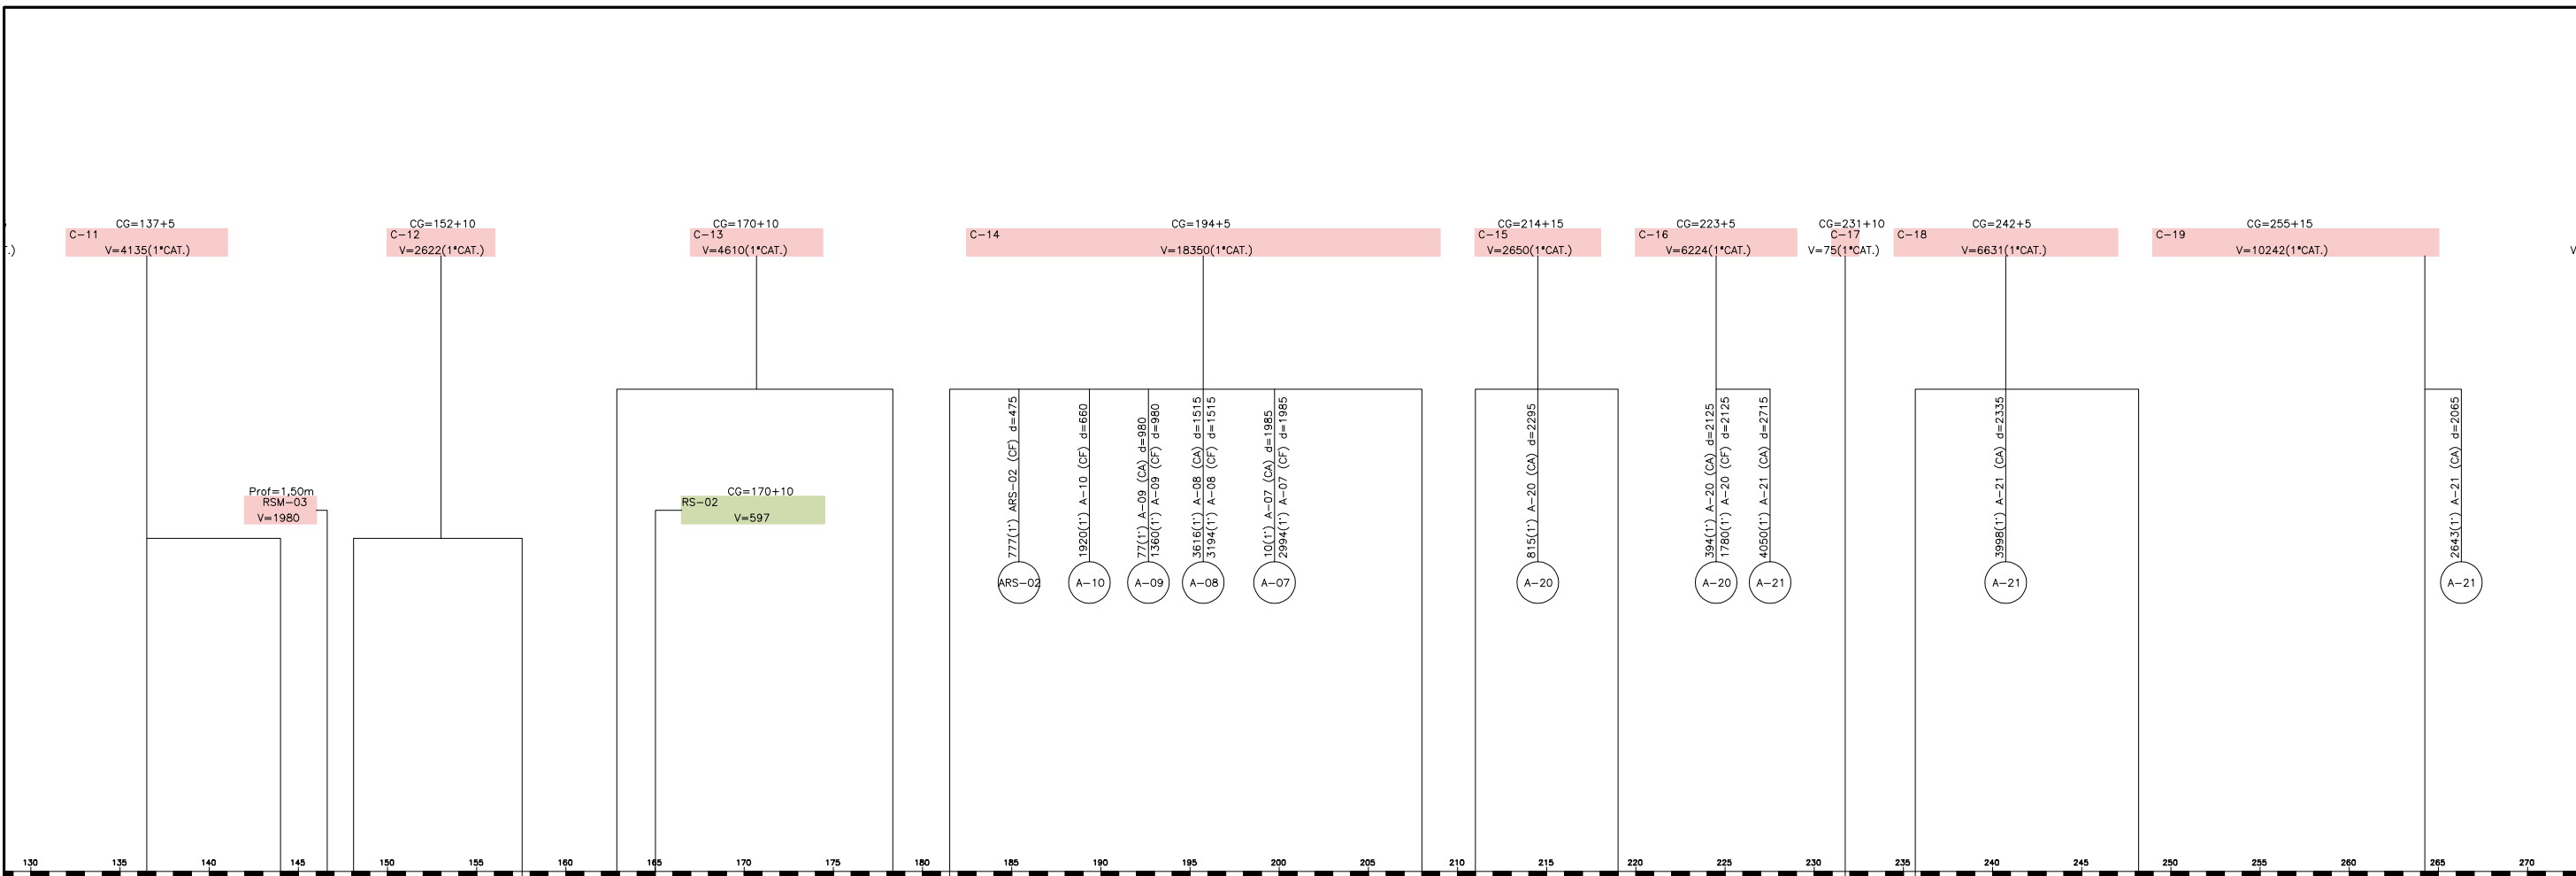 CG=137+5
C-11
V=4135(1ªCAT.)
CG=152+10
C-12
V=2622(1ªCAT.)
CG=170+10
C-13
V=4610(1ªCAT.)
CG=194+5
C-14
V=18350(1ªCAT.)
CG=214+15
C-15
V=2650(1ªCAT.)
CG=223+5
C-16
V=6224(1ªCAT.)
CG=231+10
C-17
V=75(1ªCAT.)
CG=242+5
C-18
V=6631(1ªCAT.)
CG=255+15
C-19
V=10242(1ªCAT.)
.)
V
Prof=1,50m
RSM-03
V=1980
CG=170+10
RS-02
V=597
777(1ª) ARS-02 (CF) d=475
1920(1ª) A-10 (CF) d=660
77(1ª) A-09 (CA) d=980
1360(1ª) A-09 (CF) d=980
3616(1ª) A-08 (CA) d=1515
3194(1ª) A-08 (CF) d=1515
10(1ª) A-07 (CA) d=1985
2994(1ª) A-07 (CF) d=1985
815(1ª) A-20 (CA) d=2295
394(1ª) A-20 (CA) d=2125
1780(1ª) A-20 (CF) d=2125
4050(1ª) A-21 (CA) d=2715
3998(1ª) A-21 (CA) d=2335
2643(1ª) A-21 (CA) d=2065
ARS-02
A-10
A-09
A-08
A-07
A-20
A-20
A-21
A-21
A-21
130 135 140 145 150 155 160 165 170 175 180 185 190 195 200 205 210 215 220 225 230 235 240 245 250 255 260 265 270